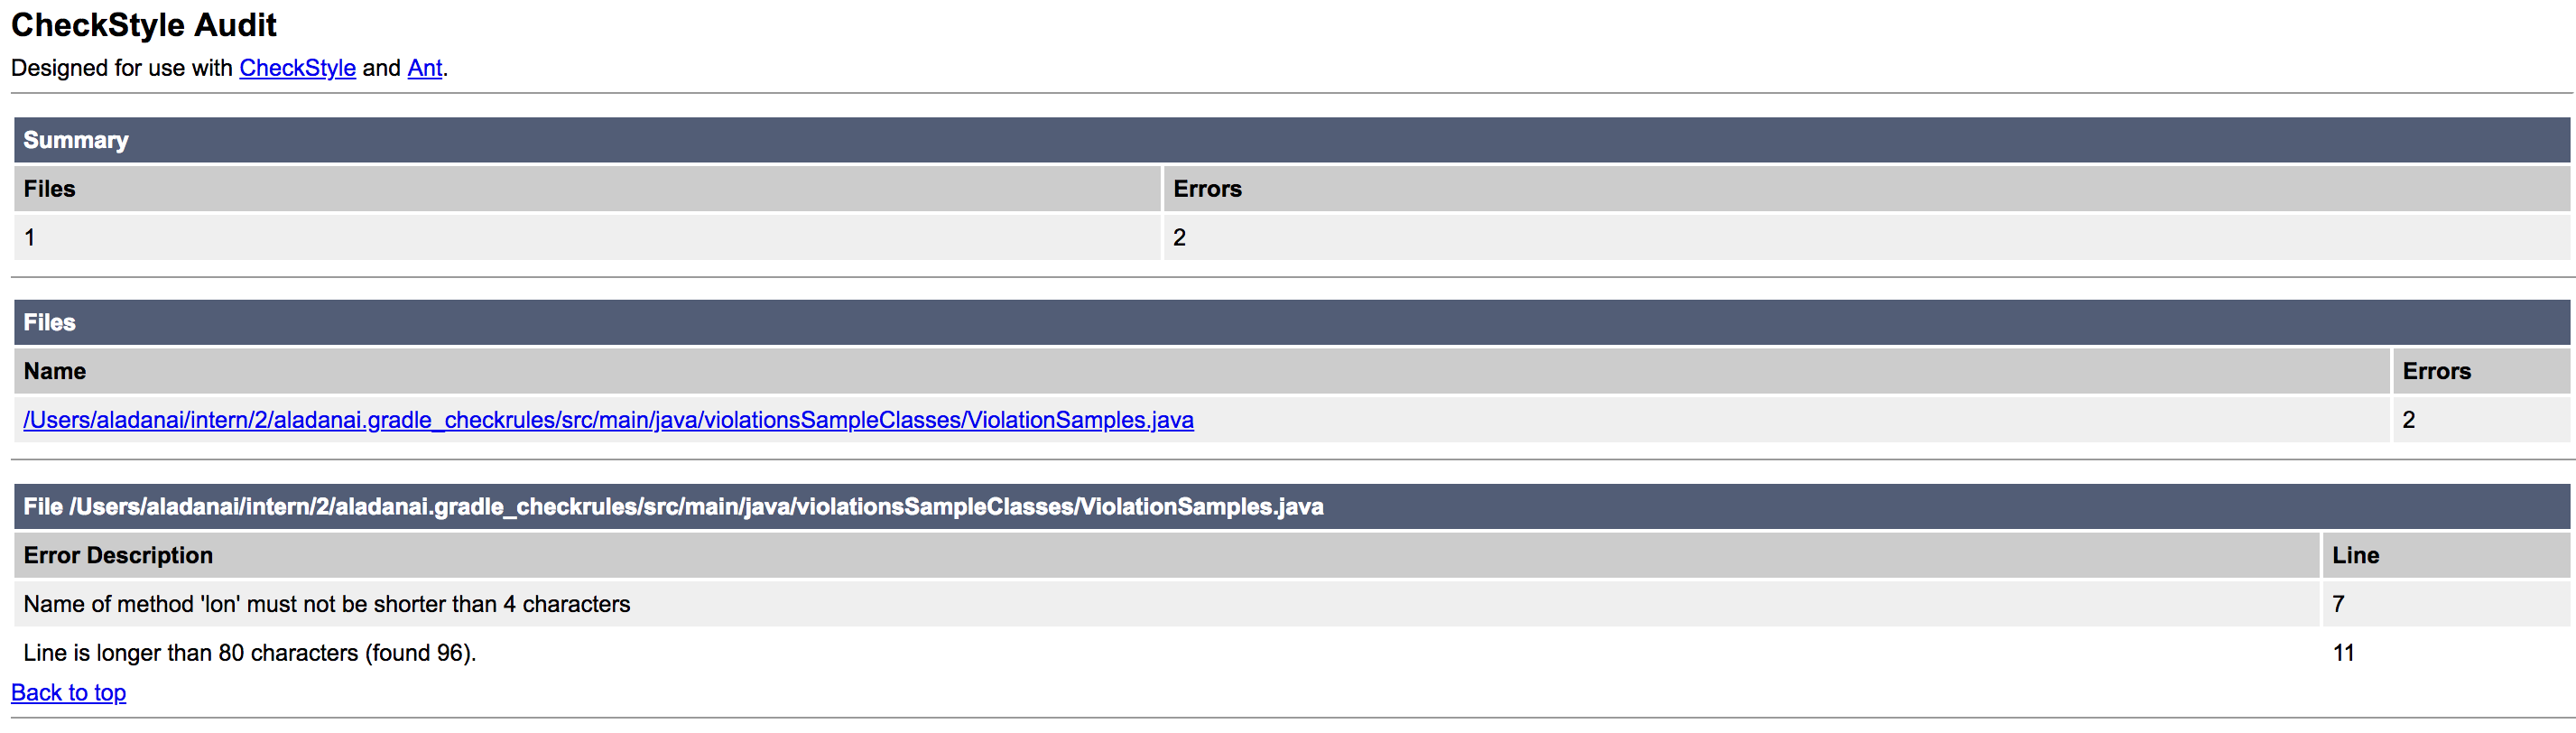 CheckStyle Audit
Designed for use with CheckStyle and Ant.
Summary
Files Errors
1 2
Files
Name Errors
/Users/aladanai/intern/2/aladanai.gradle_checkrules/src/main/java/violationsSampleClasses/ViolationSamples.java 2
File /Users/aladanai/intern/2/aladanai.gradle_checkrules/src/main/java/violationsSampleClasses/ViolationSamples.java
Error Description Line
Name of method 'lon' must not be shorter than 4 characters 7
Line is longer than 80 characters (found 96). 11
Back to top